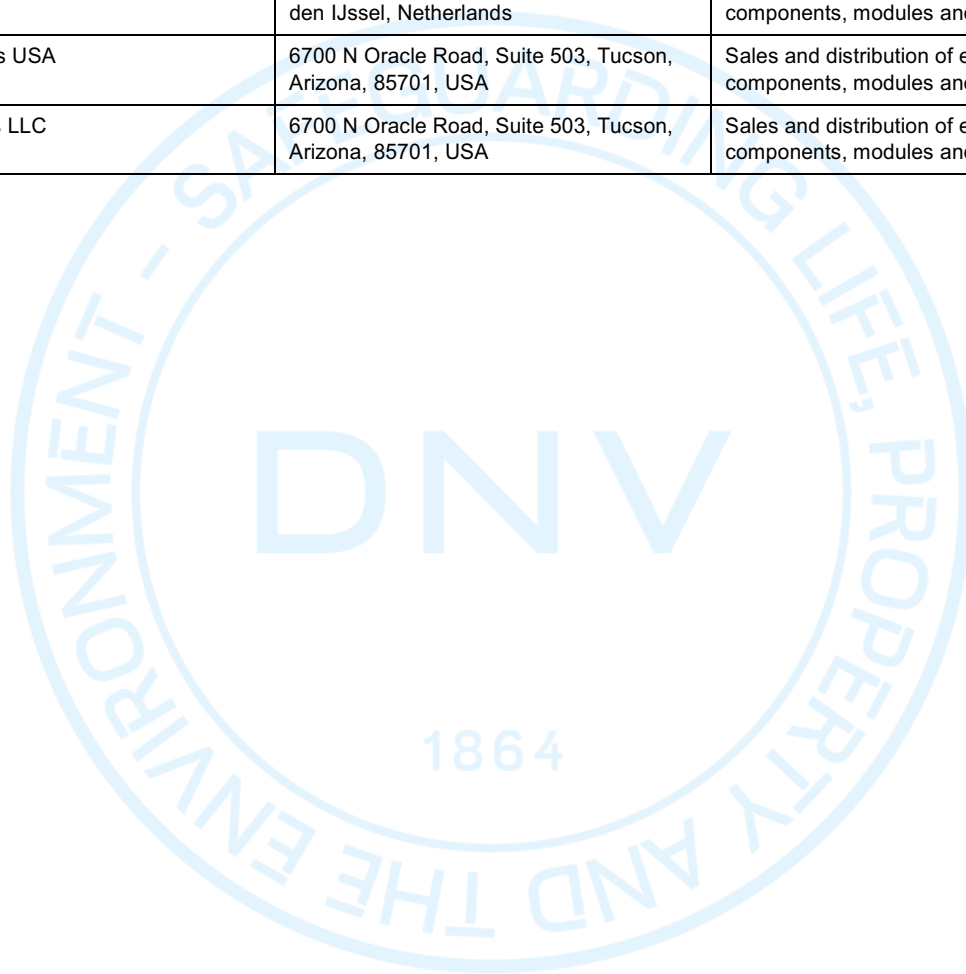 den IJssel, Netherlands
components, modules and
s USA
6700 N Oracle Road, Suite 503, Tucson,
Arizona, 85701, USA
Sales and distribution of e
components, modules and
s LLC
6700 N Oracle Road, Suite 503, Tucson,
Arizona, 85701, USA
Sales and distribution of e
components, modules and
SAFEGUARDING LIFE, PROPERTY AND THE ENVIRONMENT -
DNV
1864